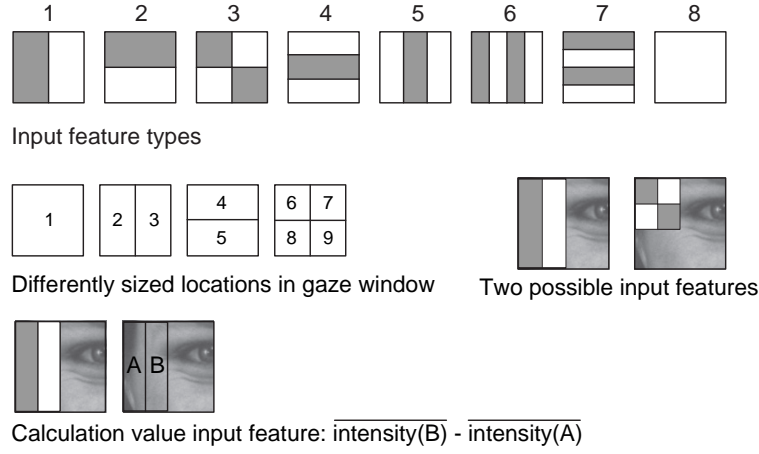 1 2 3 4 5 6 7 8
Input feature types
1 2 3 4 6 7
5 8 9
Differently sized locations in gaze window
Two possible input features
A B
Calculation value input feature: intensity(B) - intensity(A)